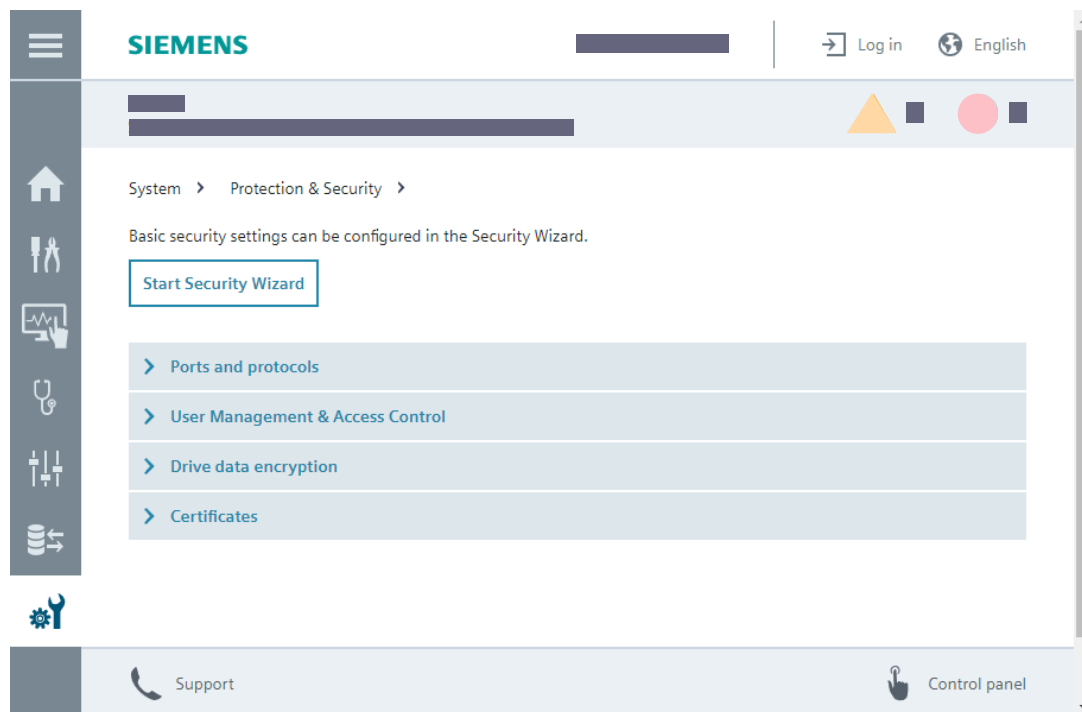 SIEMENS
Log in
English
System
Protection & Security
Basic security settings can be configured in the Security Wizard.
Start Security Wizard
Ports and protocols
User Management & Access Control
Drive data encryption
Certificates
Support
Control panel